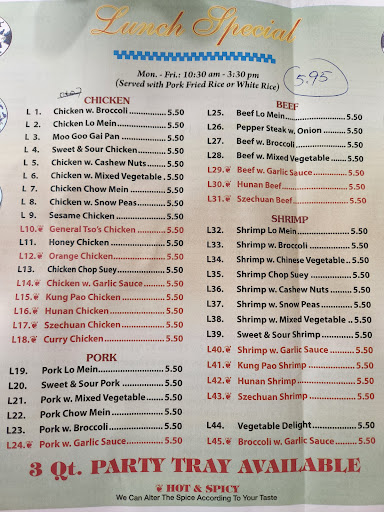 Lunch Special
Mon. - Fri.: 10:30 am - 3:30 pm
(Served with Pork Fried Rice or White Rice)
5.95
CHICKEN
L 1. Chicken w. Broccoli 5.50
L 2. Chicken Lo Mein 5.50
L 3. Moo Goo Gai Pan 5.50
L 4. Sweet & Sour Chicken 5.50
L 5. Chicken w. Cashew Nuts 5.50
L 6. Chicken w. Mixed Vegetable 5.50
L 7. Chicken Chow Mein 5.50
L 8. Chicken w. Snow Peas 5.50
L 9. Sesame Chicken 5.50
L10. General Tso's Chicken 5.50
L11. Honey Chicken 5.50
L12. Orange Chicken 5.50
L13. Chicken Chop Suey 5.50
L14. Chicken w. Garlic Sauce 5.50
L15. Kung Pao Chicken 5.50
L16. Hunan Chicken 5.50
L17. Szechuan Chicken 5.50
L18. Curry Chicken 5.50
PORK
L19. Pork Lo Mein 5.50
L20. Sweet & Sour Pork 5.50
L21. Pork w. Mixed Vegetable 5.50
L22. Pork Chow Mein 5.50
L23. Pork w. Broccoli 5.50
L24. Pork w. Garlic Sauce 5.50
BEEF
L25. Beef Lo Mein 5.50
L26. Pepper Steak w. Onion 5.50
L27. Beef w. Broccoli 5.50
L28. Beef w. Mixed Vegetable 5.50
L29. Beef w. Garlic Sauce 5.50
L30. Hunan Beef 5.50
L31. Szechuan Beef 5.50
SHRIMP
L32. Shrimp Lo Mein 5.50
L33. Shrimp w. Broccoli 5.50
L34. Shrimp w. Chinese Vegetable 5.50
L35. Shrimp Chop Suey 5.50
L36. Shrimp w. Cashew Nuts 5.50
L37. Shrimp w. Snow Peas 5.50
L38. Shrimp w. Mixed Vegetable 5.50
L39. Sweet & Sour Shrimp 5.50
L40. Shrimp w. Garlic Sauce 5.50
L41. Kung Pao Shrimp 5.50
L42. Hunan Shrimp 5.50
L43. Szechuan Shrimp 5.50
L44. Vegetable Delight 5.50
L45. Broccoli w. Garlic Sauce 5.50
3 Qt. PARTY TRAY AVAILABLE
HOT & SPICY
We Can Alter The Spice According To Your Taste